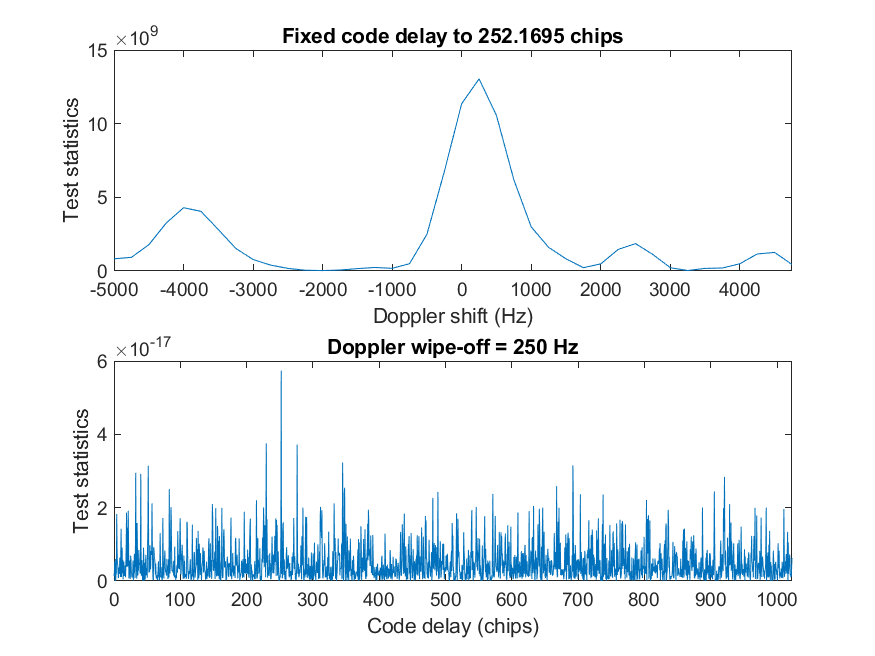 ×10^9
Fixed code delay to 252.1695 chips
15
10
5
0
Test statistics
-5000 -4000 -3000 -2000 -1000 0 1000 2000 3000 4000
Doppler shift (Hz)
×10^-17
Doppler wipe-off = 250 Hz
6
4
2
0
Test statistics
0 100 200 300 400 500 600 700 800 900 1000
Code delay (chips)